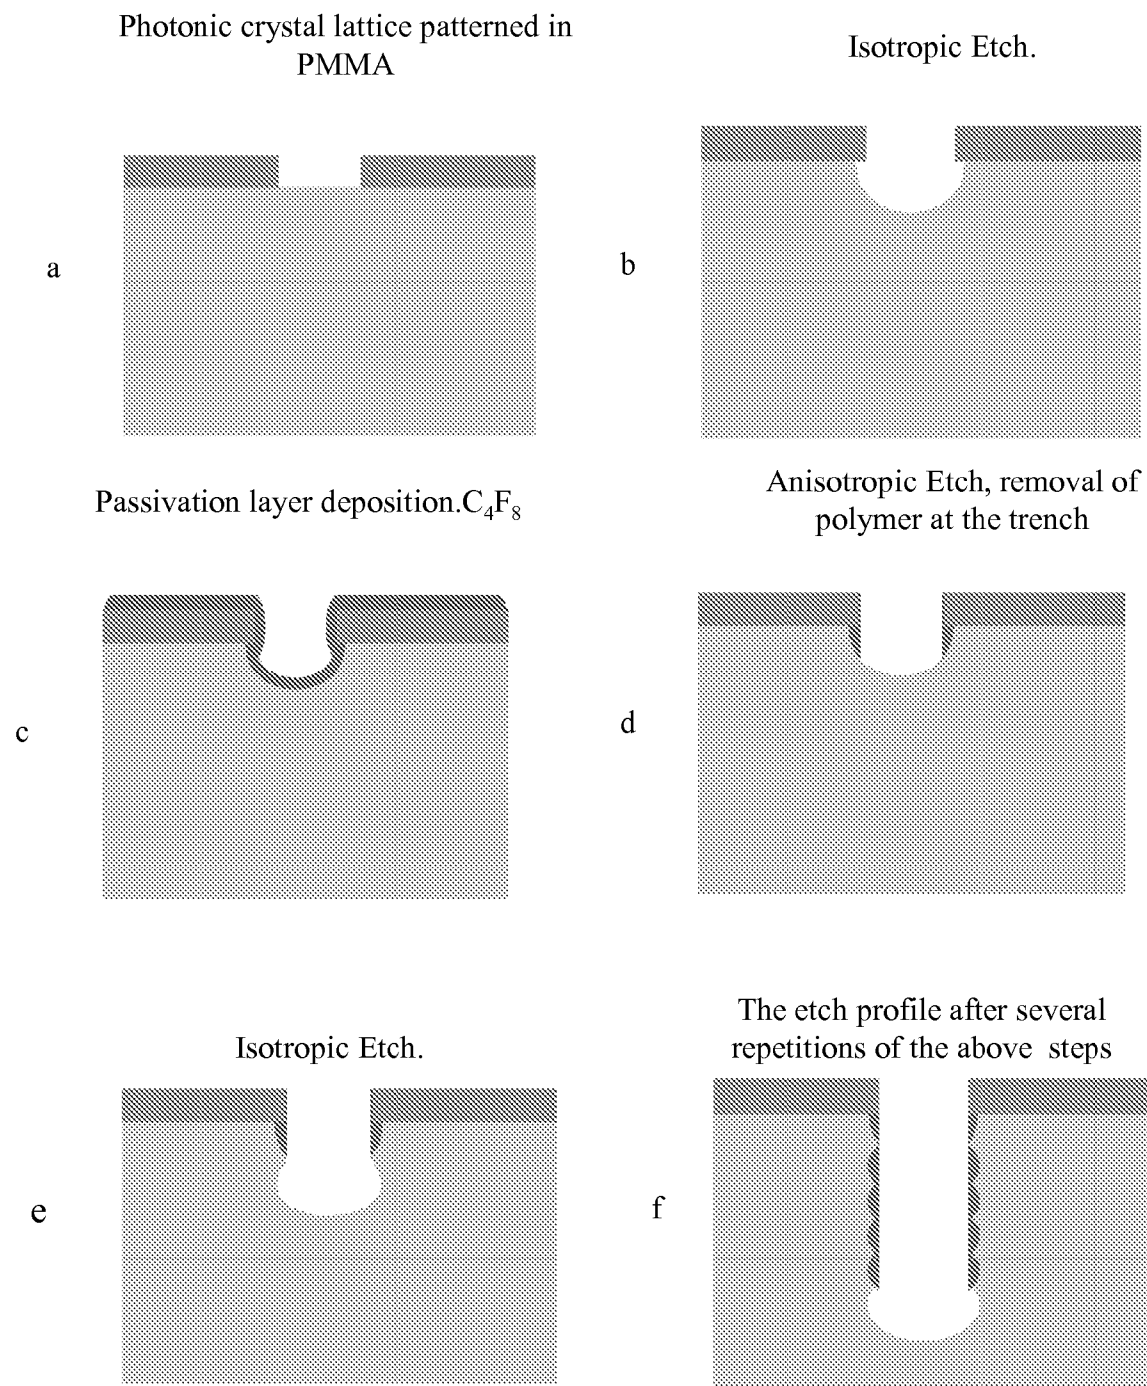 Photonic crystal lattice patterned in
PMMA
Isotropic Etch.
a
b
Passivation layer deposition.C₄F₈
Anisotropic Etch, removal of
polymer at the trench
c
d
Isotropic Etch.
The etch profile after several
repetitions of the above steps
e
f